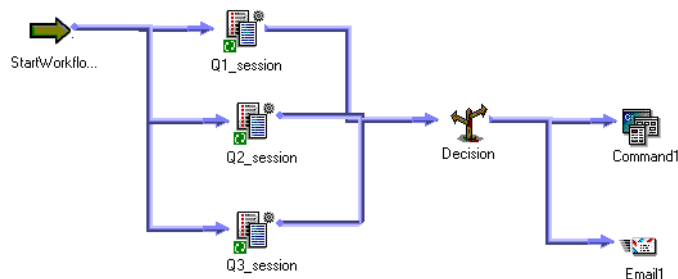 StartWorkflo...
Q1_session
Q2_session
Decision
Command1
Q3_session
Email1